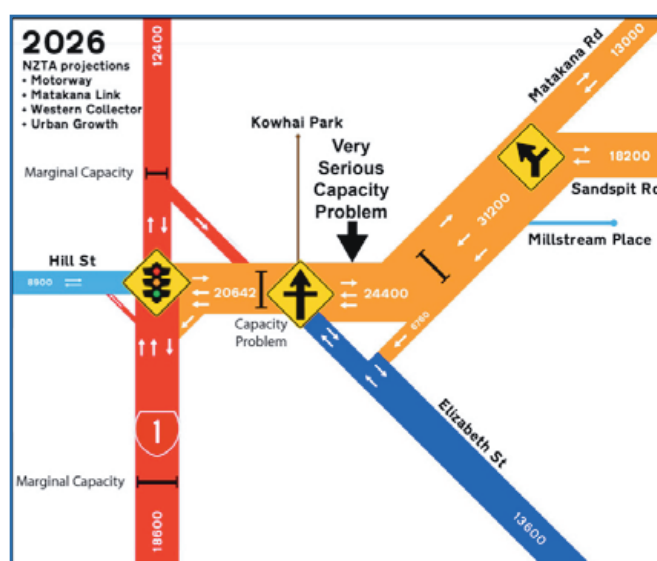 2026
NZTA projections
• Motorway
• Matakana Link
• Western Collector
• Urban Growth
12400
Matakana Rd
13000
Kowhai Park
Very
Serious
Capacity
Problem
Marginal Capacity
18200
Sandspit Rd
31200
Millstream Place
Hill St
8900
20642
24400
Capacity
Problem
6760
Elizabeth St
1
Marginal Capacity
18600
13600